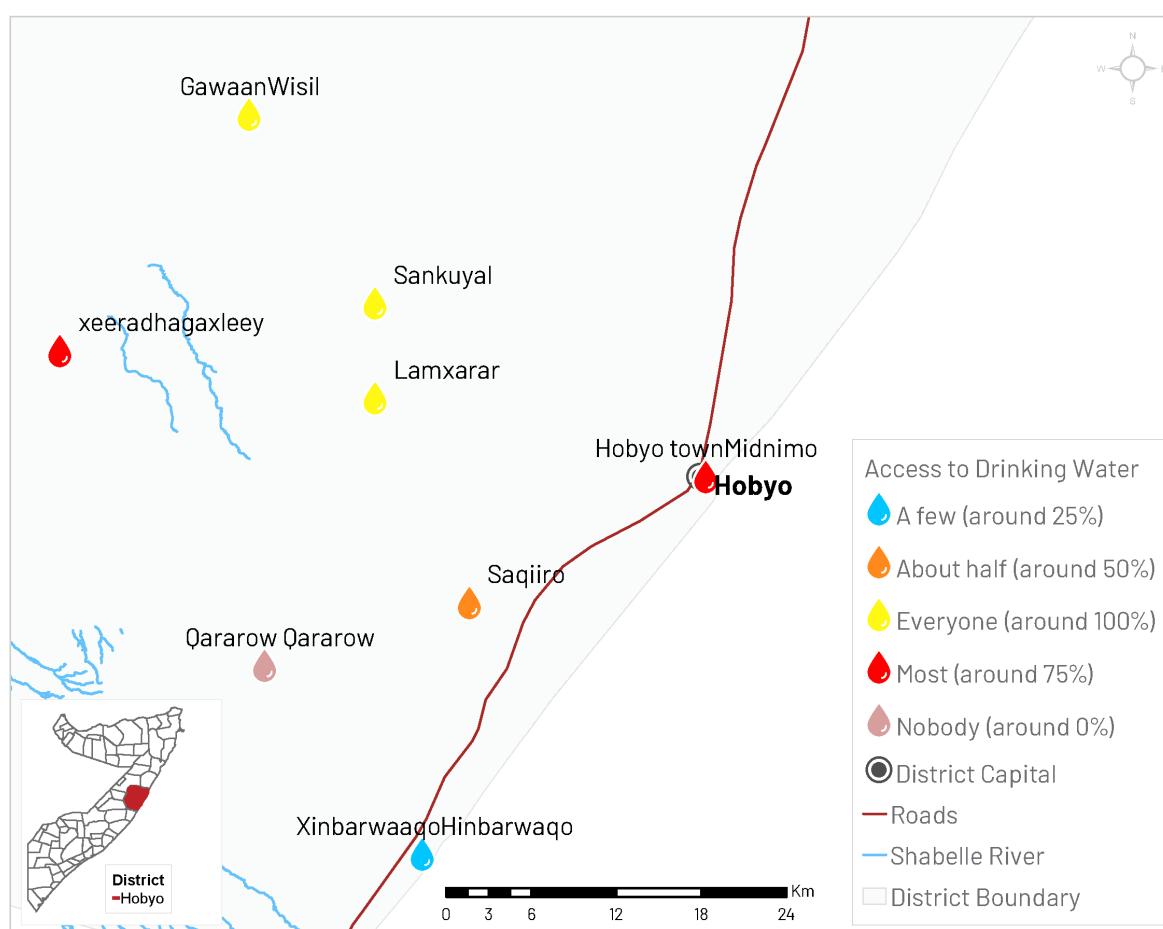 N
W
S
GawaanWisil
Sankuyal
xeeradhagaxleey
Lamxarar
Hobyo townMidnimo
Hobyo
Saqiiro
Qararow Qararow
XinbarwaaqoHinbarwaqo
Access to Drinking Water
A few (around 25%)
About half (around 50%)
Everyone (around 100%)
Most (around 75%)
Nobody (around 0%)
District Capital
Roads
Shabelle River
District Boundary
District
Hobyo
Km
0 3 6 12 18 24